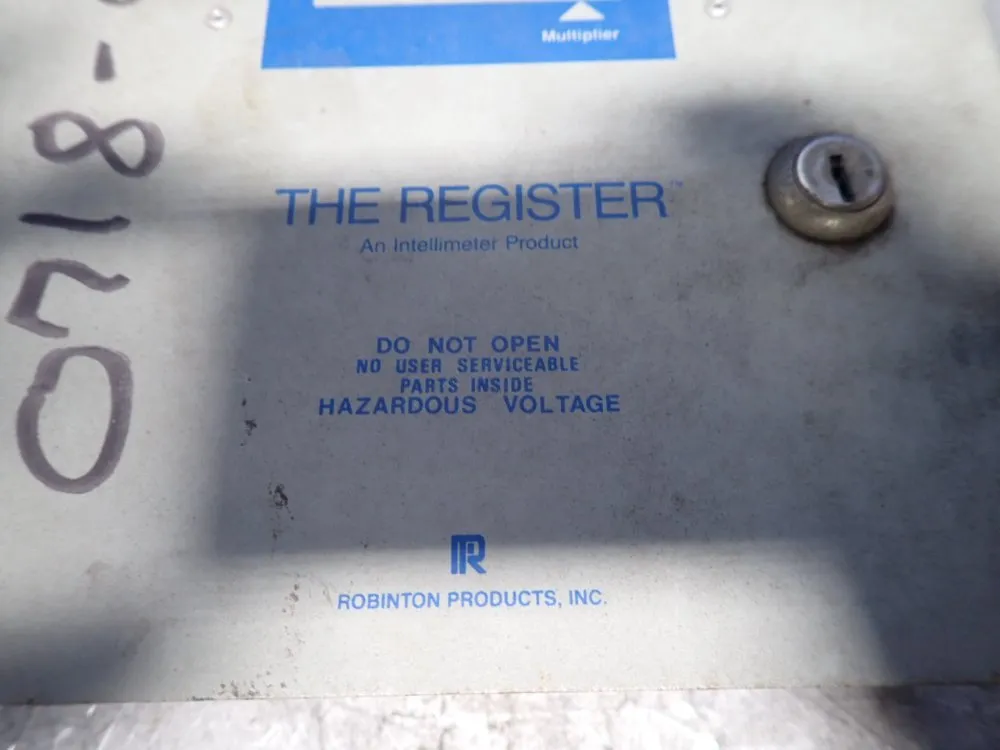 Multiplier
THE REGISTER™
An Intellimeter Product
DO NOT OPEN
NO USER SERVICEABLE
PARTS INSIDE
HAZARDOUS VOLTAGE
R
ROBINTON PRODUCTS, INC.
0718-